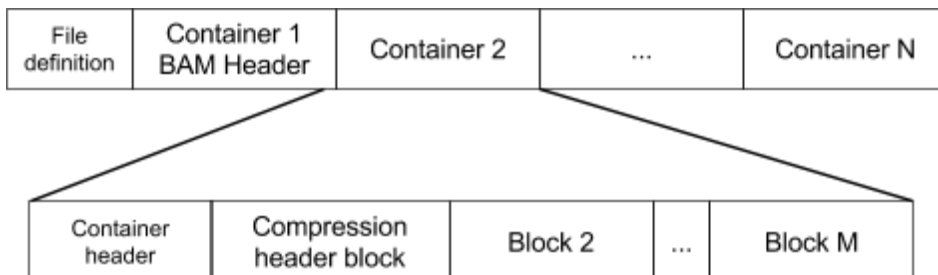 File
definition
Container 1
BAM Header
Container 2
...
Container N
Container
header
Compression
header block
Block 2
...
Block M